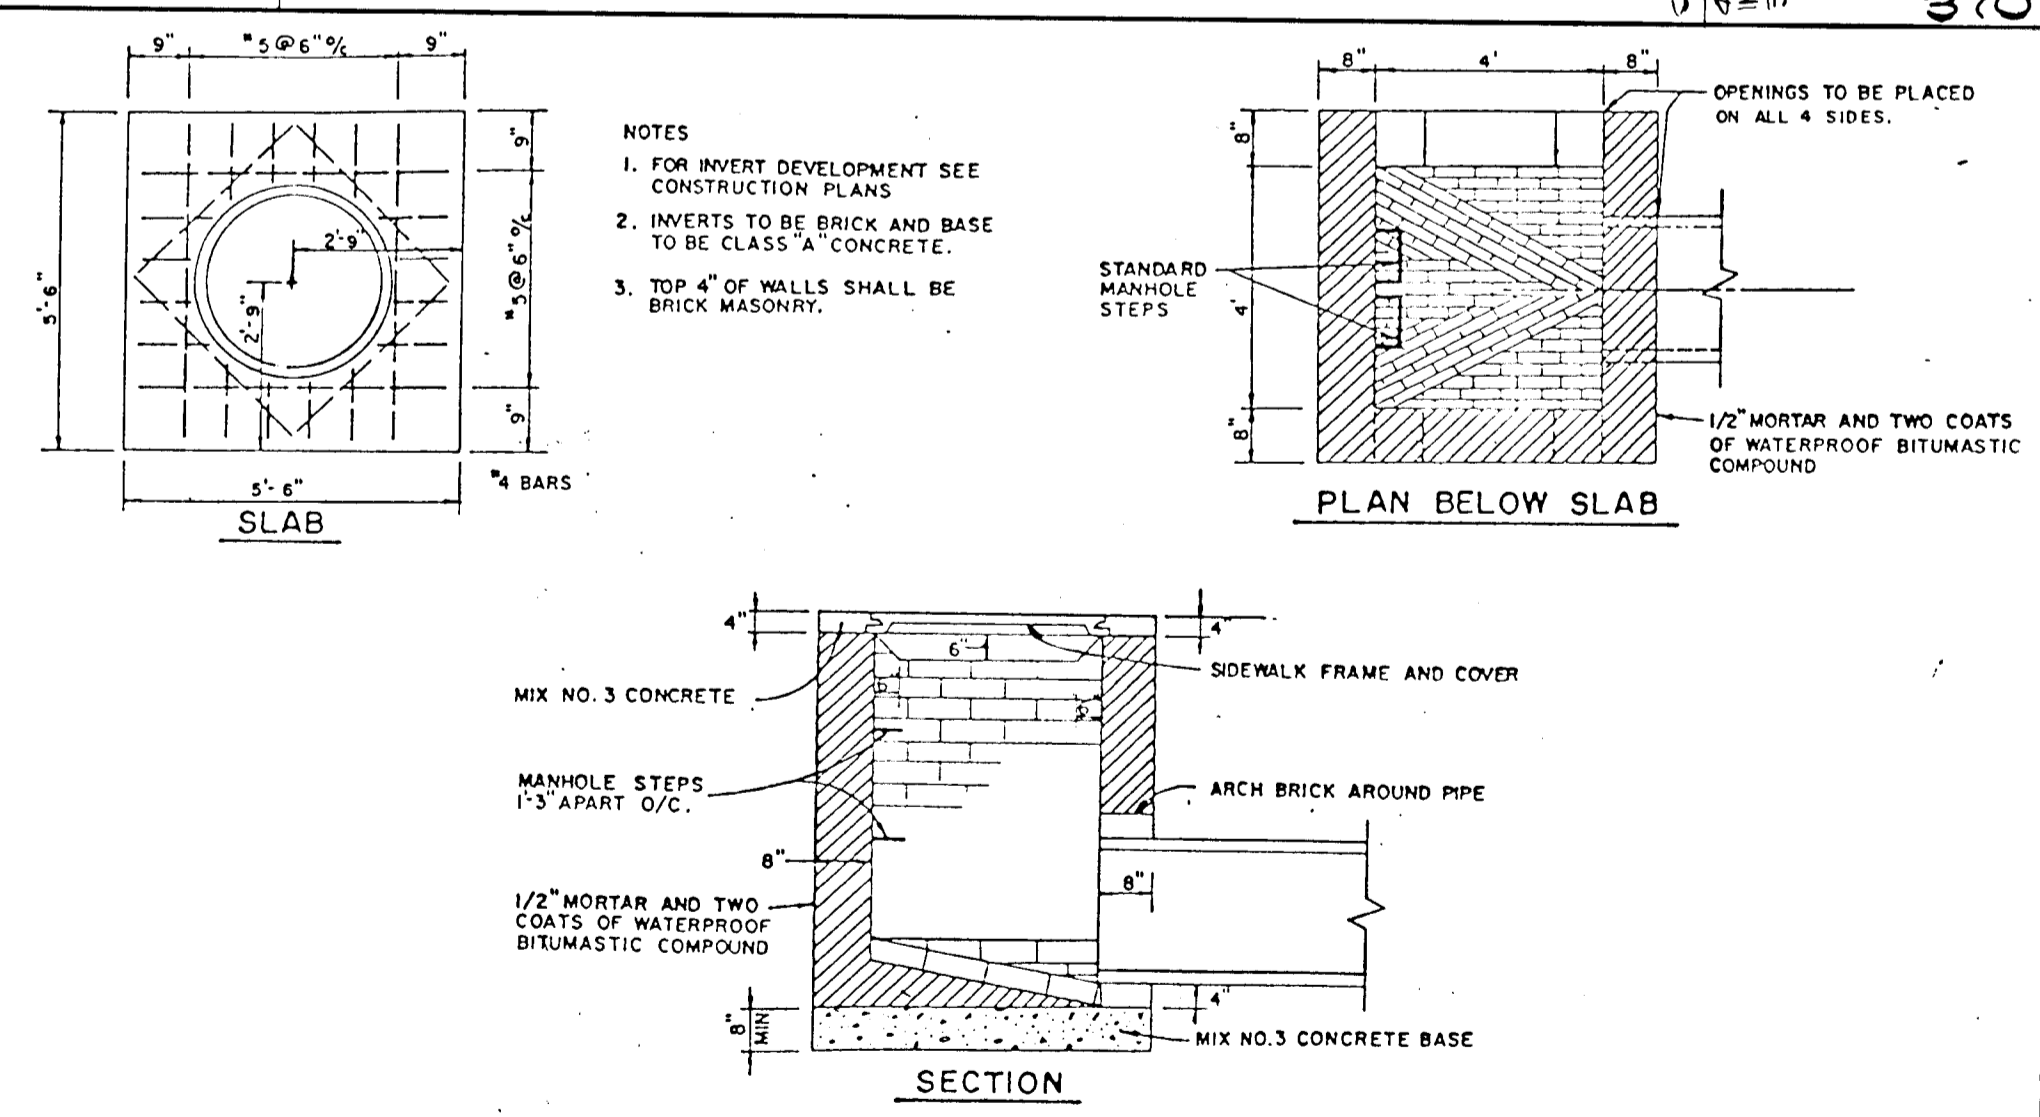 370
9" #5@6"%c 9"
9"
#5@6"%c
9"
5'-6"
2'-9"
2'-9"
5'-6"
#4 BARS
SLAB
NOTES
1. FOR INVERT DEVELOPMENT SEE
CONSTRUCTION PLANS
2. INVERTS TO BE BRICK AND BASE
TO BE CLASS "A" CONCRETE.
3. TOP 4" OF WALLS SHALL BE
BRICK MASONRY.
8" 4' 8"
8"
4'
8"
OPENINGS TO BE PLACED
ON ALL 4 SIDES.
STANDARD
MANHOLE
STEPS
1/2" MORTAR AND TWO COATS
OF WATERPROOF BITUMASTIC
COMPOUND
PLAN BELOW SLAB
4"
4"
6"
SIDEWALK FRAME AND COVER
MIX NO. 3 CONCRETE
MANHOLE STEPS
1'-3" APART O/C.
ARCH BRICK AROUND PIPE
8"
8"
1/2" MORTAR AND TWO
COATS OF WATERPROOF
BITUMASTIC COMPOUND
4"
8" MIN
MIX NO.3 CONCRETE BASE
SECTION